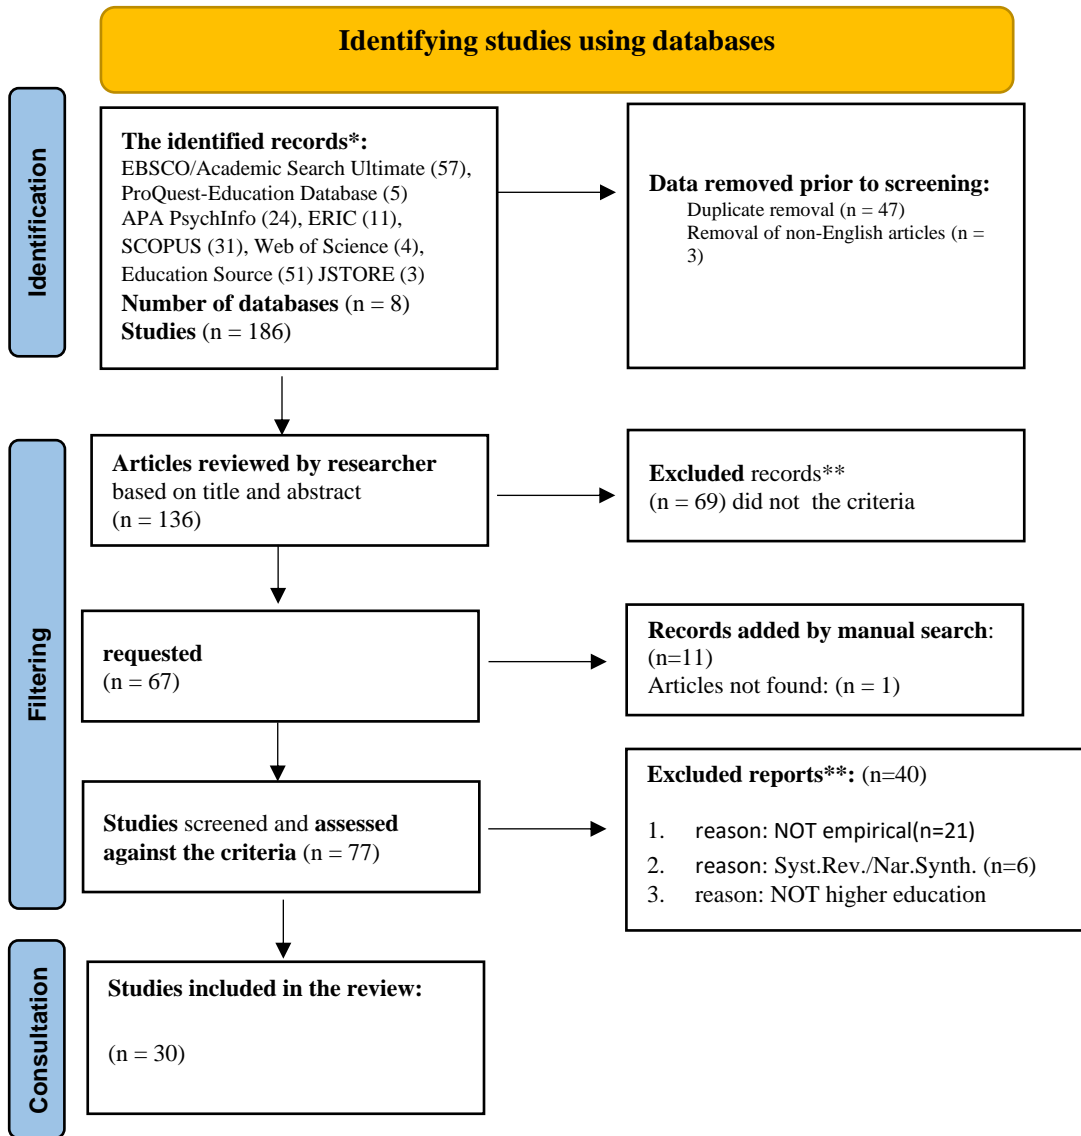 Identifying studies using databases
Identification
The identified records*:
EBSCO/Academic Search Ultimate (57),
ProQuest-Education Database (5)
APA PsychInfo (24), ERIC (11),
SCOPUS (31), Web of Science (4),
Education Source (51) JSTORE (3)
Number of databases (n = 8)
Studies (n = 186)
Data removed prior to screening:
Duplicate removal (n = 47)
Removal of non-English articles (n =
3)
Filtering
Articles reviewed by researcher
based on title and abstract
(n = 136)
Excluded records**
(n = 69) did not the criteria
requested
(n = 67)
Records added by manual search:
(n=11)
Articles not found: (n = 1)
Studies screened and assessed
against the criteria (n = 77)
Excluded reports**: (n=40)
1. reason: NOT empirical(n=21)
2. reason: Syst.Rev./Nar.Synth. (n=6)
3. reason: NOT higher education
Consultation
Studies included in the review:
(n = 30)